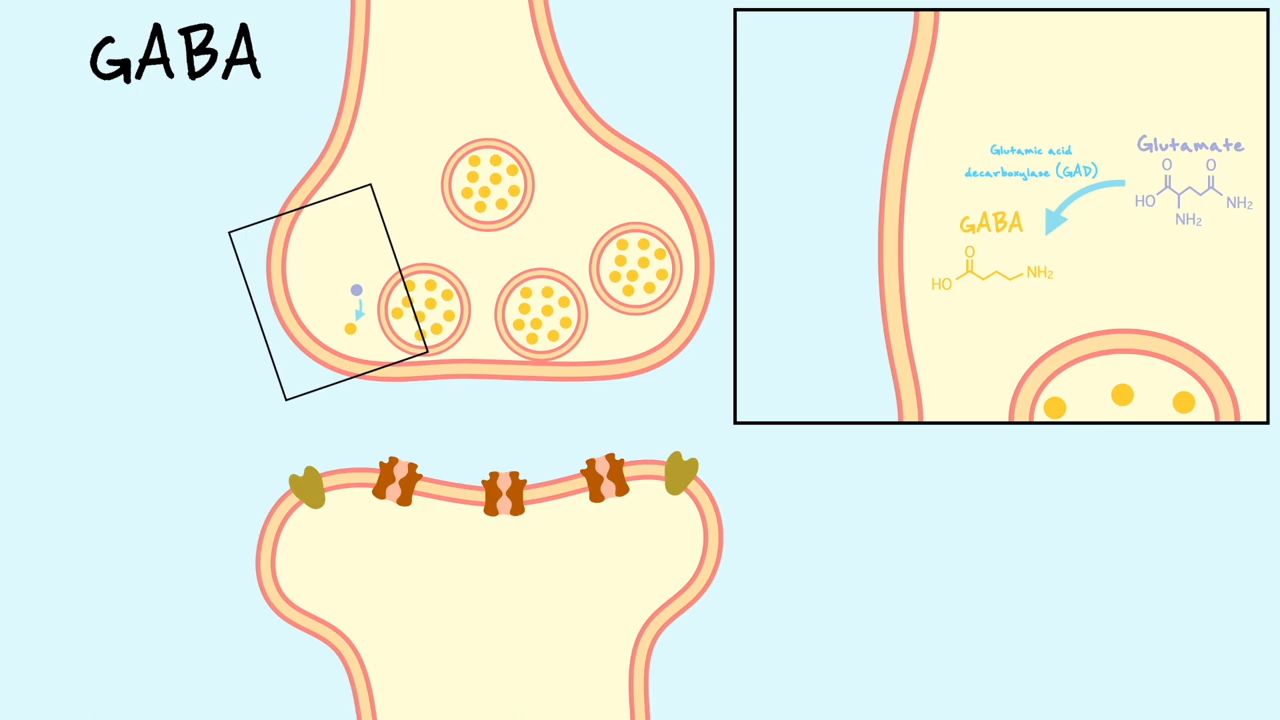 GABA
Glutamic acid
decarboxylase (GAD)
Glutamate
O O
HO NH₂
NH₂
GABA
O
NH₂
HO